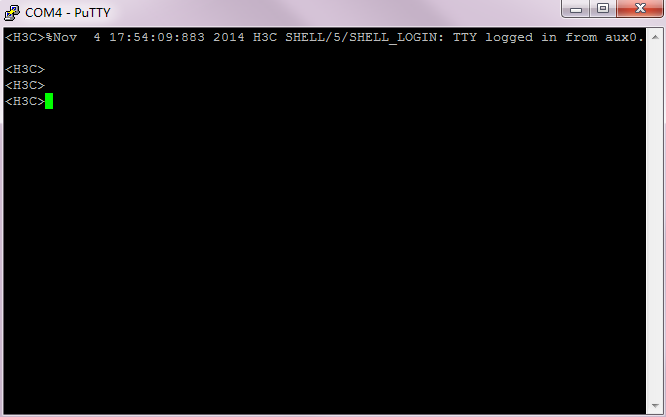 COM4 - PuTTY
<H3C>%Nov  4 17:54:09:883 2014 H3C SHELL/5/SHELL_LOGIN: TTY logged in from aux0.
<H3C>
<H3C>
<H3C>